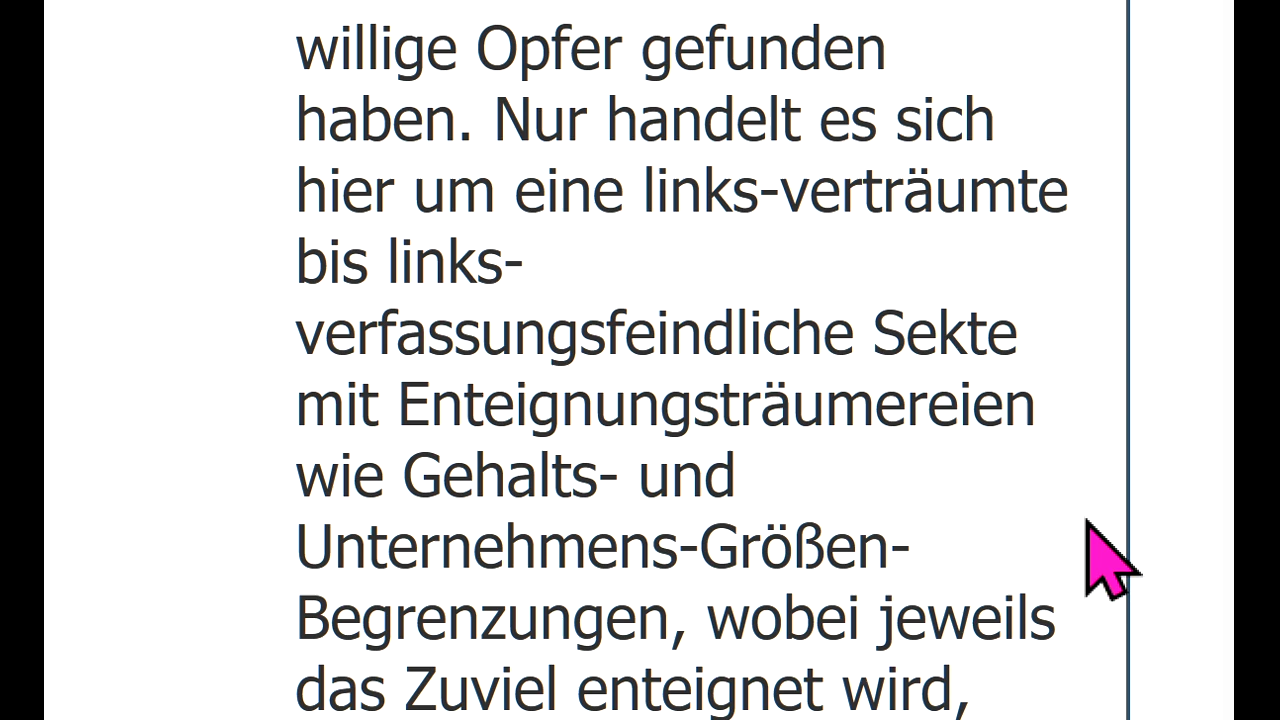 willige Opfer gefunden
haben. Nur handelt es sich
hier um eine links-verträumte
bis links-
verfassungsfeindliche Sekte
mit Enteignungsträumereien
wie Gehalts- und
Unternehmens-Größen-
Begrenzungen, wobei jeweils
das Zuviel enteignet wird,